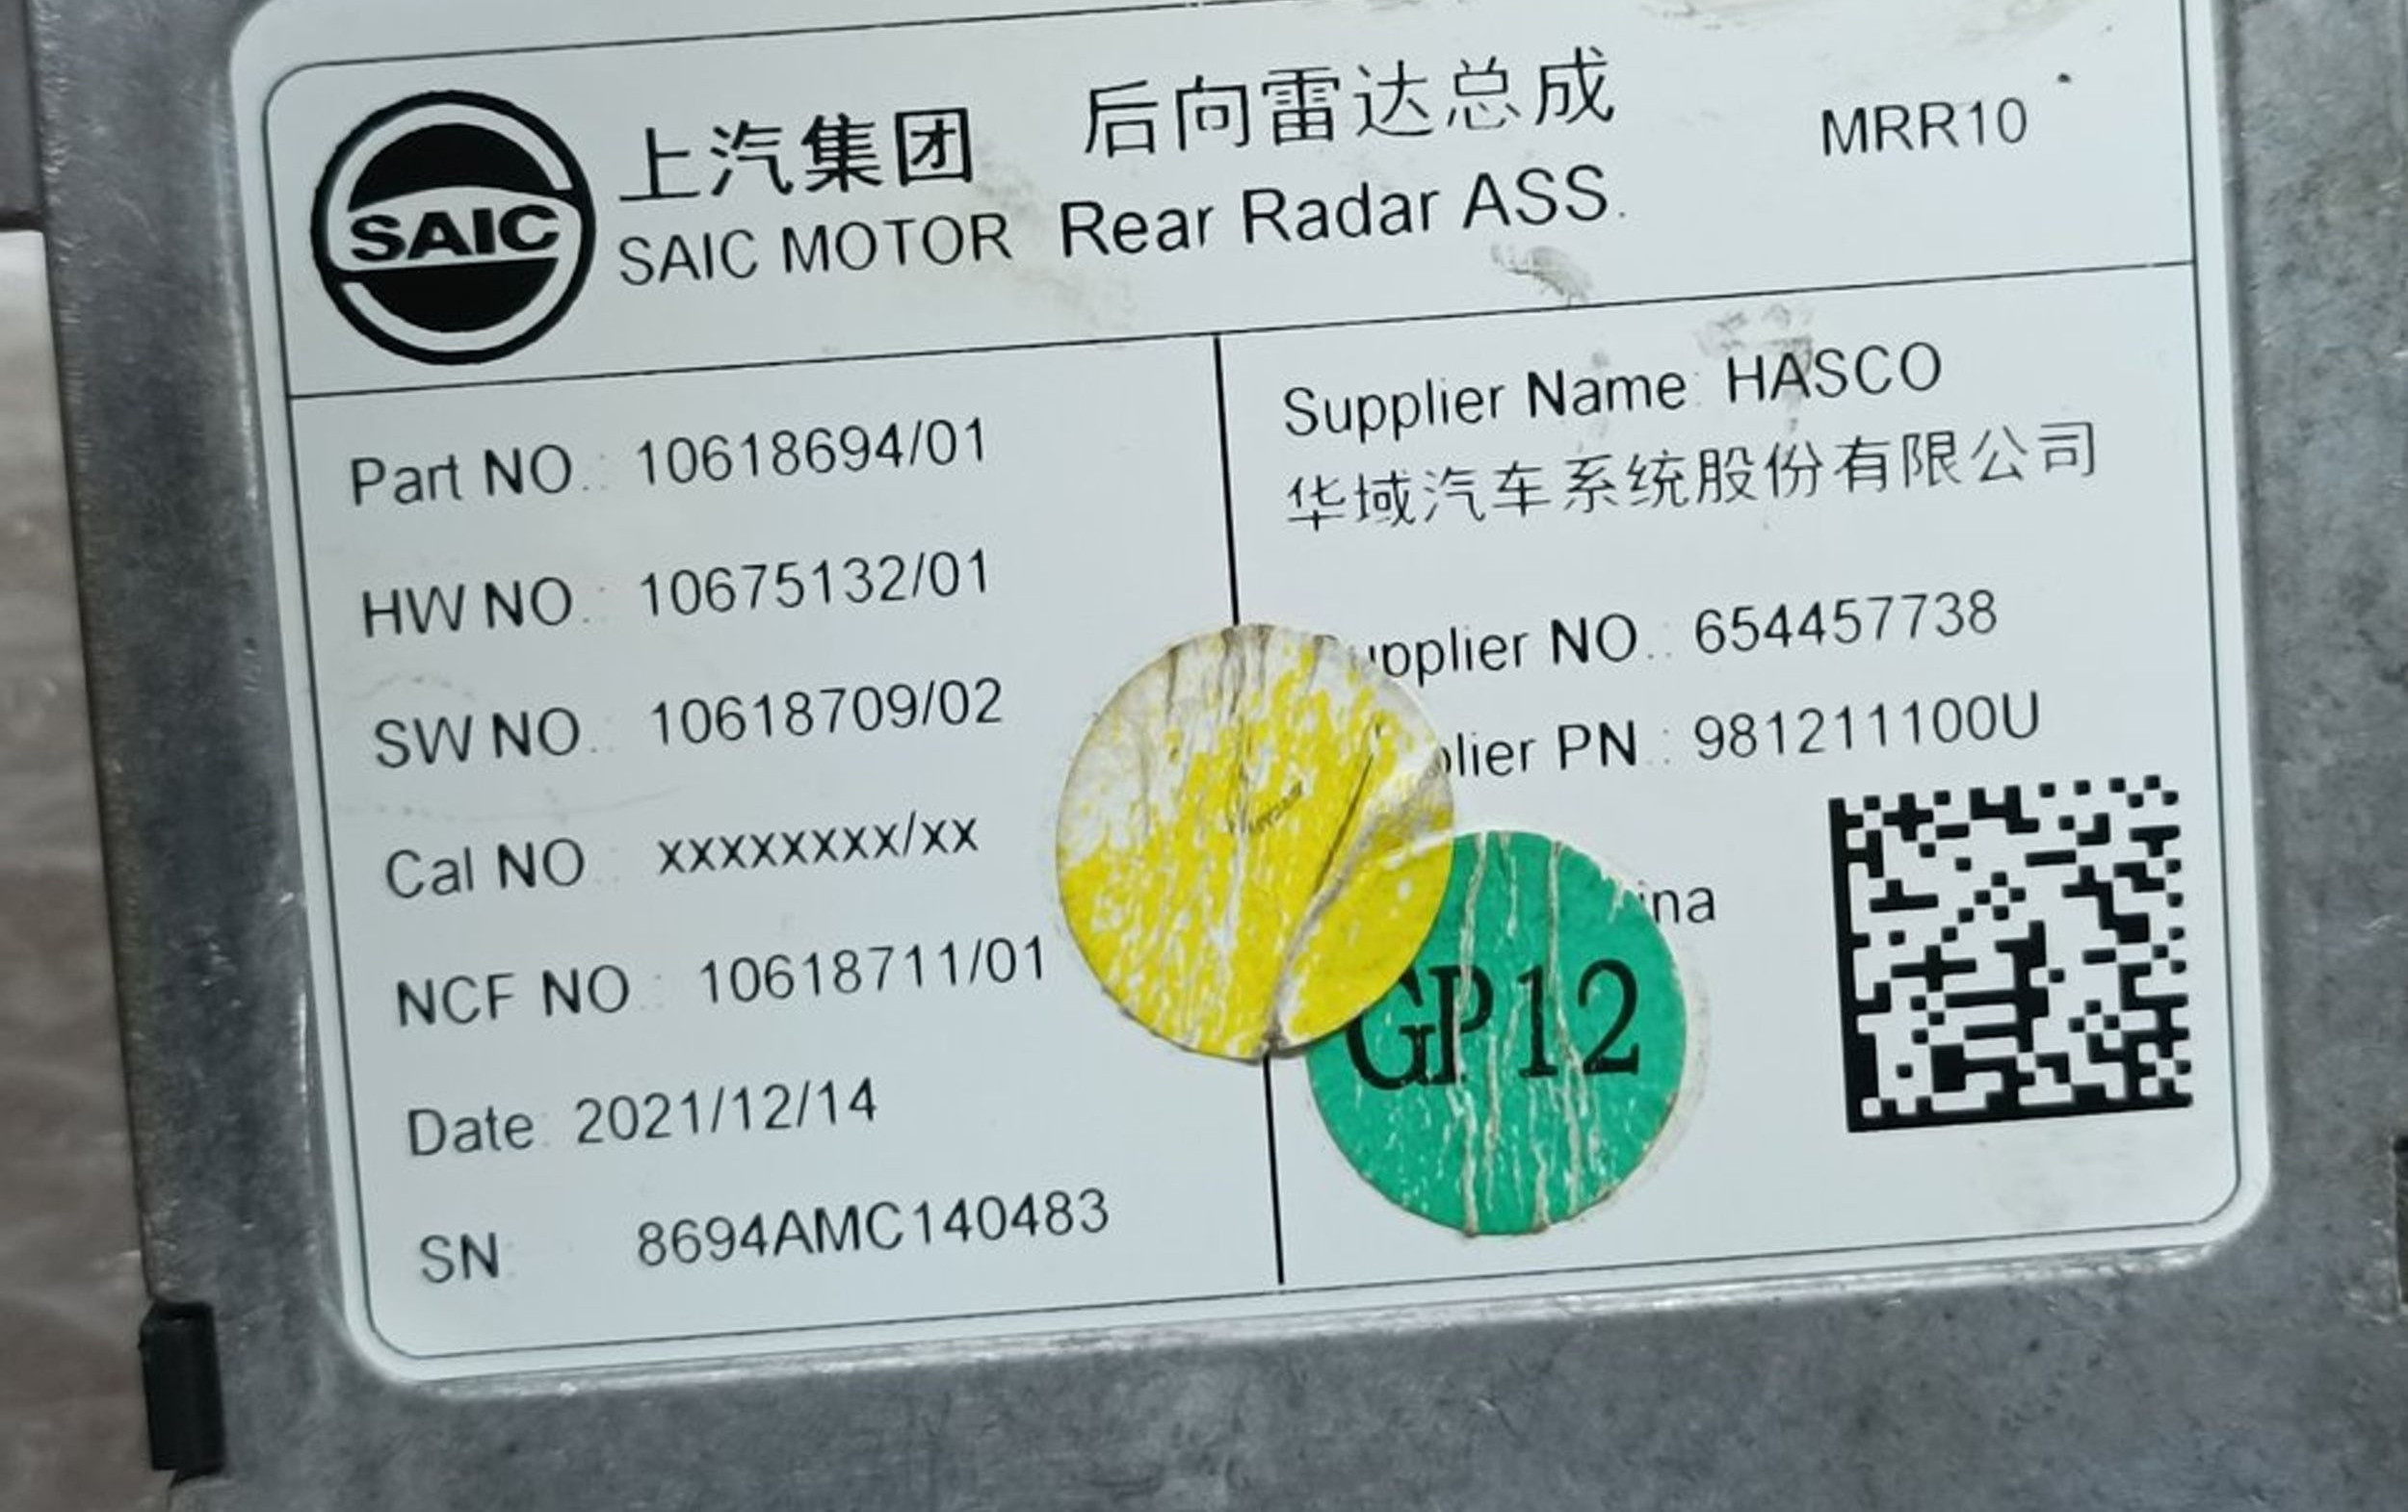 SAIC
上汽集团 后向雷达总成 MRR10
SAIC MOTOR Rear Radar ASS.
Part NO.: 10618694/01
HW NO.: 10675132/01
SW NO.: 10618709/02
Cal NO.: xxxxxxxx/xx
NCF NO.: 10618711/01
Date: 2021/12/14
SN: 8694AMC140483
Supplier Name: HASCO
华域汽车系统股份有限公司
upplier NO.: 654457738
plier PN.: 981211100U
ina
GP12